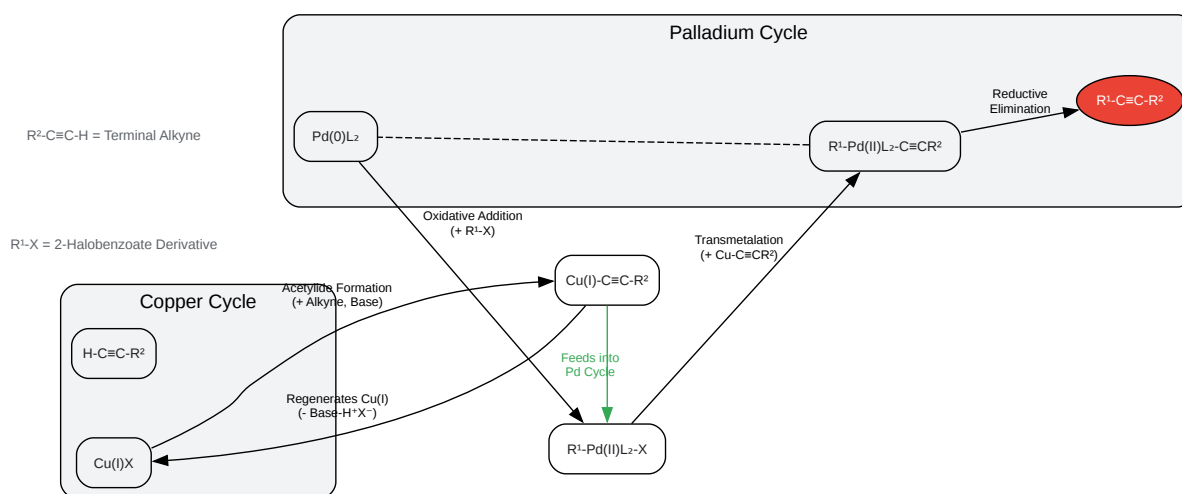 Palladium Cycle
Reductive
Elimination
R¹-C≡C-R²
Pd(0)L₂
R²-C≡C-H = Terminal Alkyne
R¹-Pd(II)L₂-C≡CR²
Oxidative Addition
(+ R¹-X)
R¹-X = 2-Halobenzoate Derivative
Transmetalation
(+ Cu-C≡CR²)
Cu(I)-C≡C-R²
Acetylide Formation
(+ Alkyne, Base)
Copper Cycle
H-C≡C-R²
Feeds into
Pd Cycle
Regenerates Cu(I)
(- Base-H⁺X⁻)
R¹-Pd(II)L₂-X
Cu(I)X